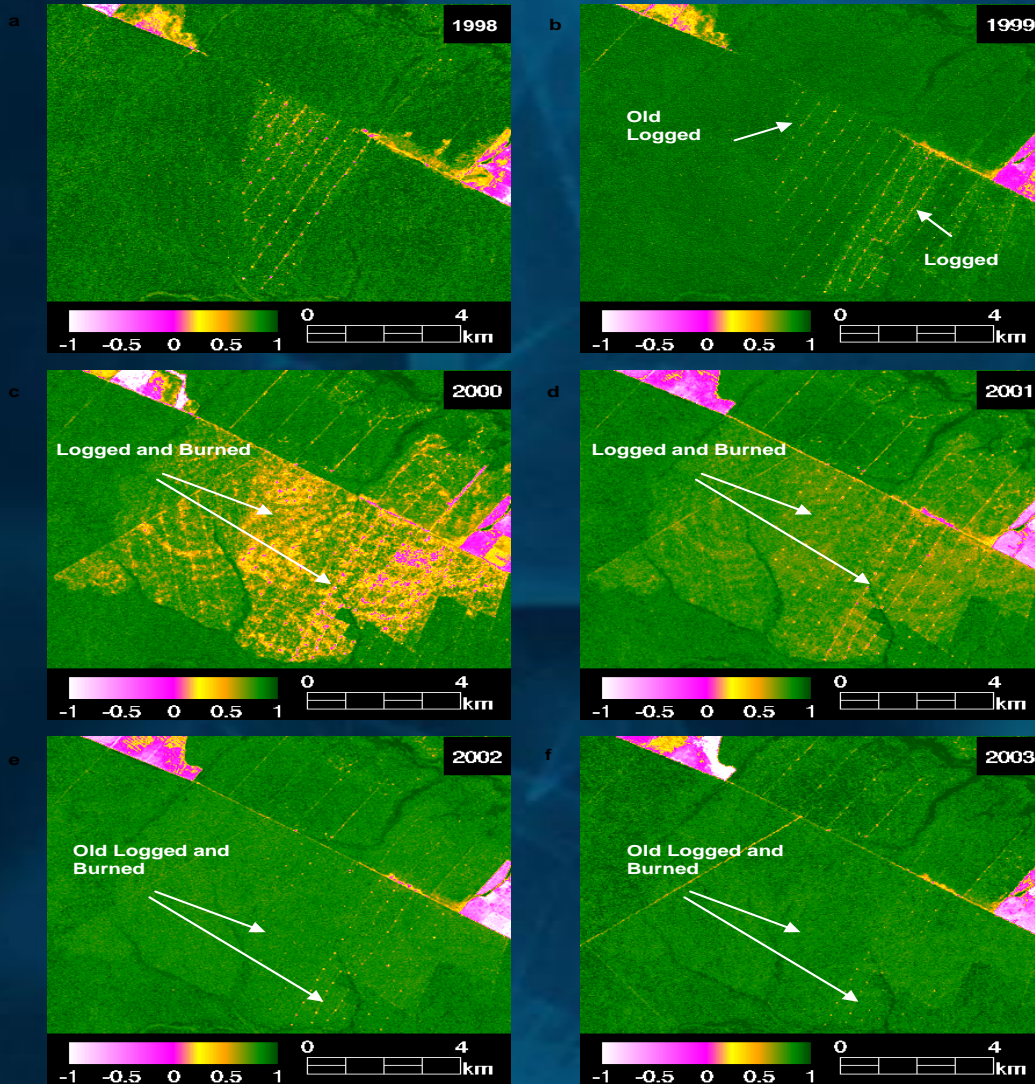 a
1998
0 4
-1 -0.5 0 0.5 1 km
b
1999
Old
Logged
Logged
0 4
-1 -0.5 0 0.5 1 km
c
2000
Logged and Burned
0 4
-1 -0.5 0 0.5 1 km
d
2001
Logged and Burned
0 4
-1 -0.5 0 0.5 1 km
e
2002
Old Logged and
Burned
0 4
-1 -0.5 0 0.5 1 km
f
2003
Old Logged and
Burned
0 4
-1 -0.5 0 0.5 1 km